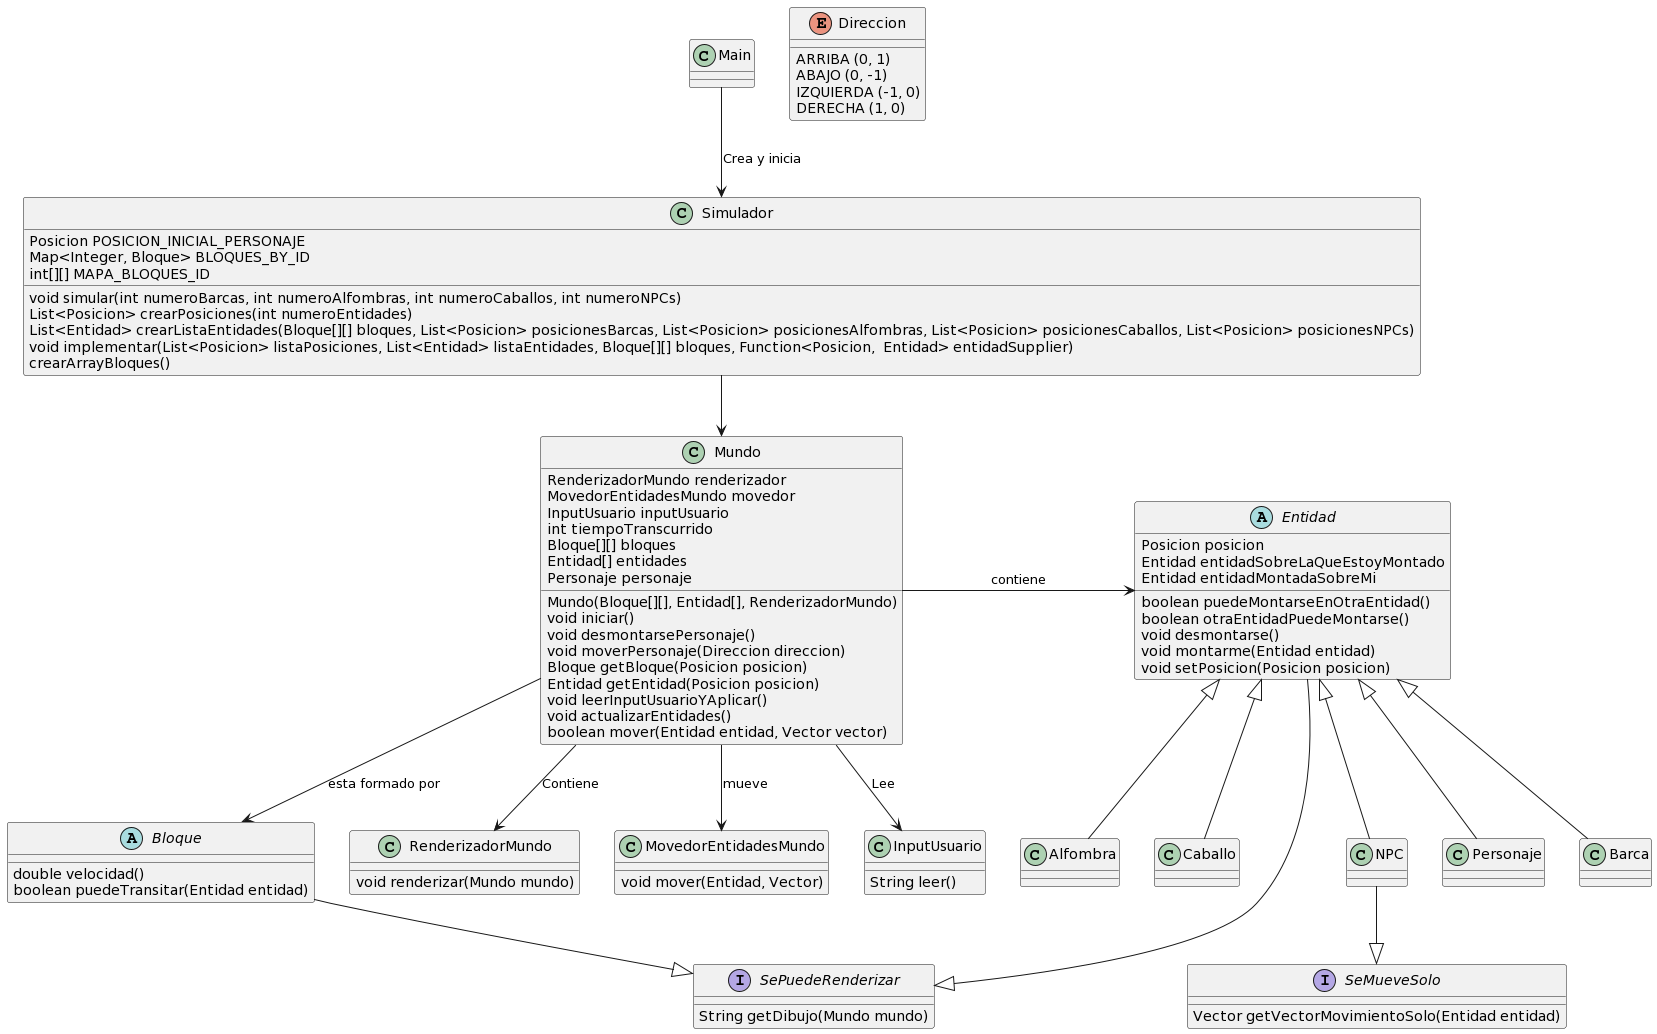 C Main
E Direccion
ARRIBA (0, 1)
ABAJO (0, -1)
IZQUIERDA (-1, 0)
DERECHA (1, 0)
Crea y inicia
C Simulador
Posicion POSICION_INICIAL_PERSONAJE
Map<Integer, Bloque> BLOQUES_BY_ID
int[][] MAPA_BLOQUES_ID
void simular(int numeroBarcas, int numeroAlfombras, int numeroCaballos, int numeroNPCs)
List<Posicion> crearPosiciones(int numeroEntidades)
List<Entidad> crearListaEntidades(Bloque[][] bloques, List<Posicion> posicionesBarcas, List<Posicion> posicionesAlfombras, List<Posicion> posicionesCaballos, List<Posicion> posicionesNPCs)
void implementar(List<Posicion> listaPosiciones, List<Entidad> listaEntidades, Bloque[][] bloques, Function<Posicion,  Entidad> entidadSupplier)
crearArrayBloques()
C Mundo
RenderizadorMundo renderizador
MovedorEntidadesMundo movedor
InputUsuario inputUsuario
int tiempoTranscurrido
Bloque[][] bloques
Entidad[] entidades
Personaje personaje
Mundo(Bloque[][], Entidad[], RenderizadorMundo)
void iniciar()
void desmontarsePersonaje()
void moverPersonaje(Direccion direccion)
Bloque getBloque(Posicion posicion)
Entidad getEntidad(Posicion posicion)
void leerInputUsuarioYAplicar()
void actualizarEntidades()
boolean mover(Entidad entidad, Vector vector)
contiene
A Entidad
Posicion posicion
Entidad entidadSobreLaQueEstoyMontado
Entidad entidadMontadaSobreMi
boolean puedeMontarseEnOtraEntidad()
boolean otraEntidadPuedeMontarse()
void desmontarse()
void montarme(Entidad entidad)
void setPosicion(Posicion posicion)
esta formado por
Contiene
mueve
Lee
A Bloque
double velocidad()
boolean puedeTransitar(Entidad entidad)
C RenderizadorMundo
void renderizar(Mundo mundo)
C MovedorEntidadesMundo
void mover(Entidad, Vector)
C InputUsuario
String leer()
C Alfombra
C Caballo
C NPC
C Personaje
C Barca
I SePuedeRenderizar
String getDibujo(Mundo mundo)
I SeMueveSolo
Vector getVectorMovimientoSolo(Entidad entidad)